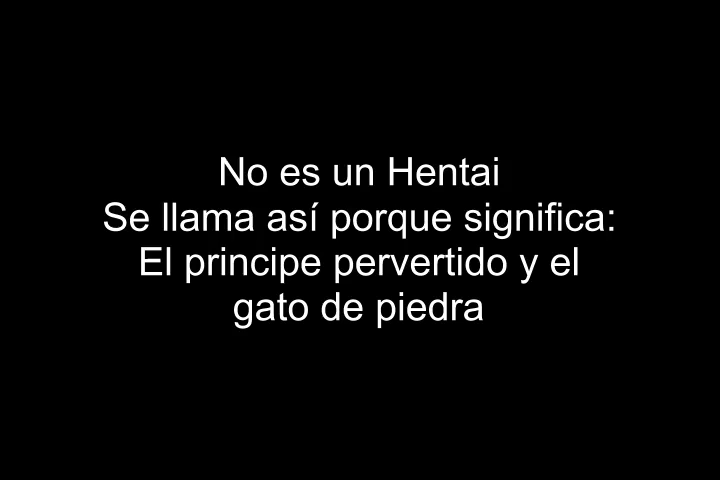 No es un Hentai
Se llama así porque significa:
El principe pervertido y el
gato de piedra